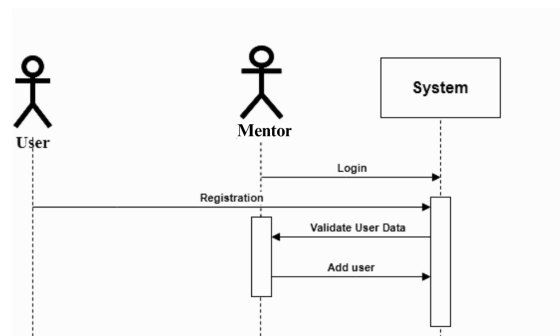 System
User
Mentor
Login
Registration
Validate User Data
Add user